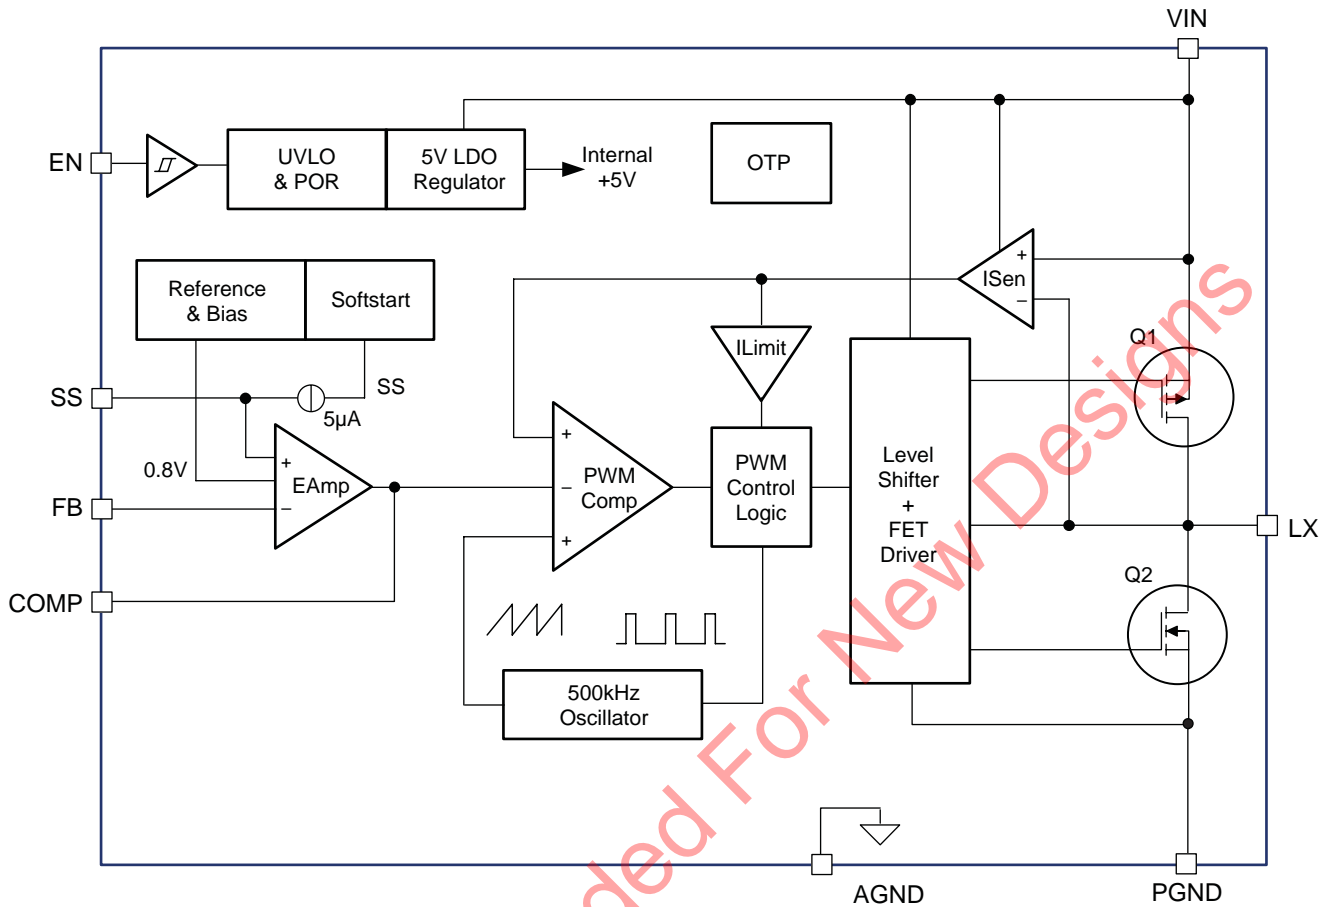 VIN
EN
UVLO
& POR
5V LDO
Regulator
Internal
+5V
OTP
Reference
& Bias
Softstart
+
ISen
−
ILimit
Q1
SS
SS
5µA
0.8V
+
EAmp
−
FB
+
PWM
Comp
−
+
PWM
Control
Logic
Level
Shifter
+
FET
Driver
LX
COMP
Q2
500kHz
Oscillator
AGND
PGND
ded For New Designs